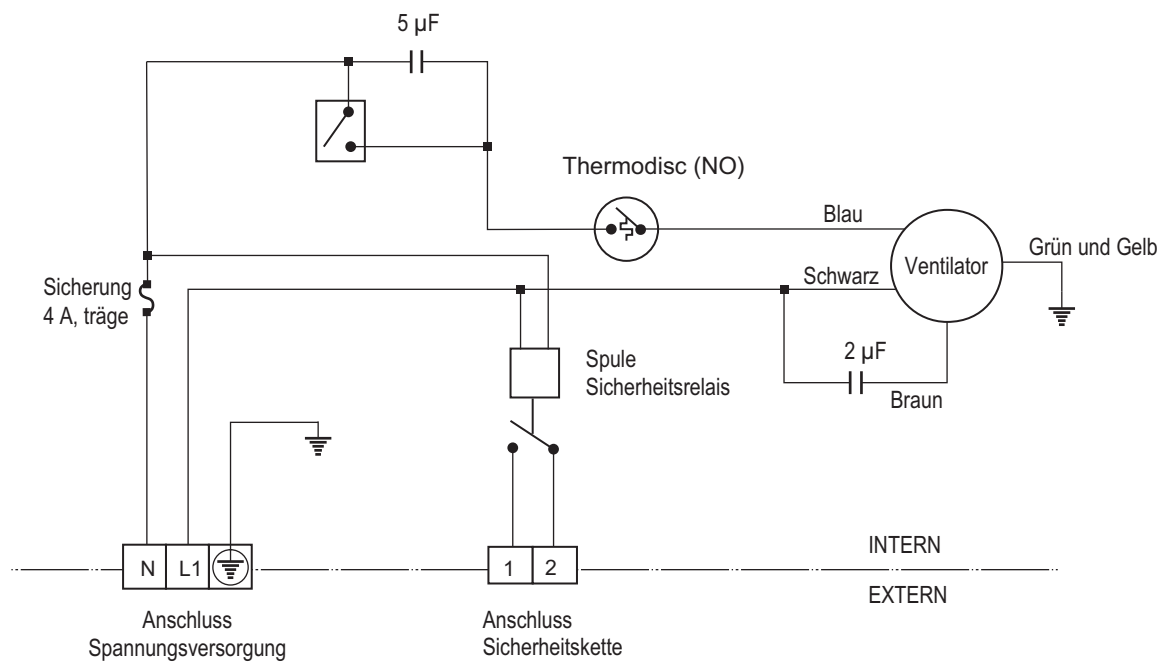 5 µF
Thermodisc (NO)
Blau
Grün und Gelb
Schwarz
Ventilator
Sicherung
4 A, träge
2 µF
Spule
Sicherheitsrelais
Braun
INTERN
N L1 1 2
EXTERN
Anschluss
Spannungsversorgung
Anschluss
Sicherheitskette